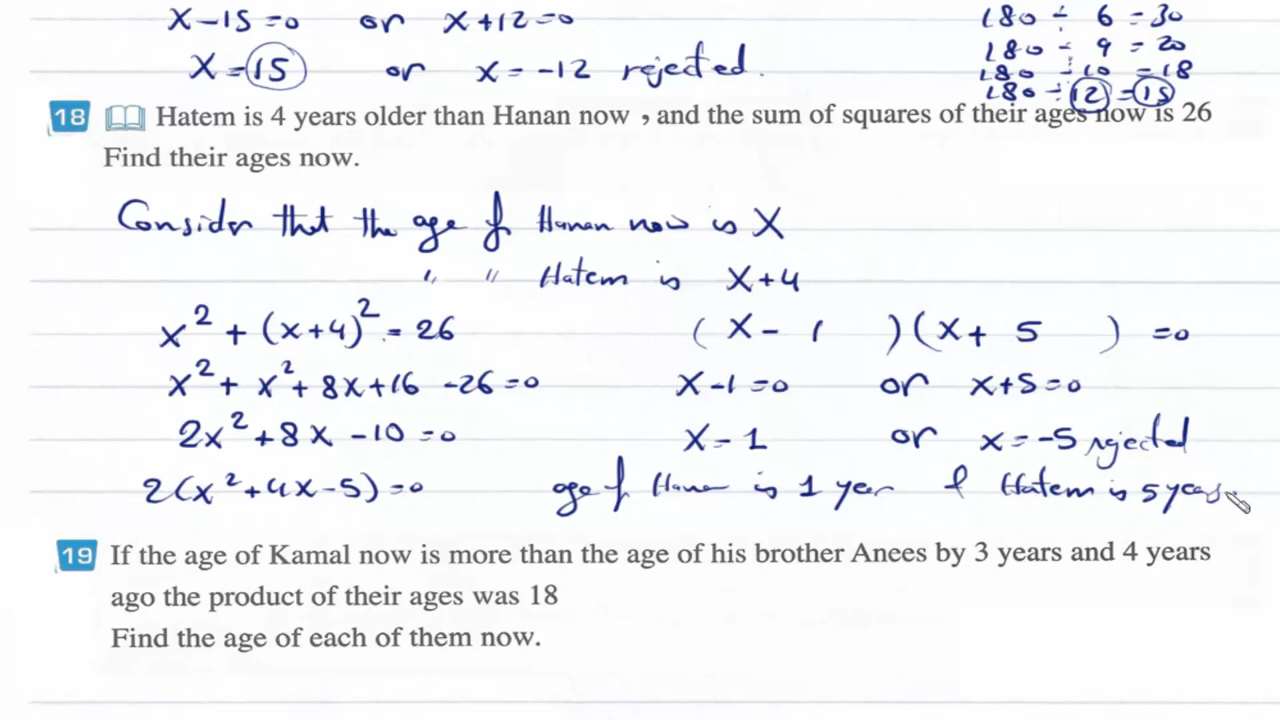 x-15=0 or x+12=0
x=15 or x=-12 rejected.
180 ÷ 6 = 30
180 ÷ 9 = 20
180 ÷ 10 = 18
180 ÷ 12 = 15
18 Hatem is 4 years older than Hanan now , and the sum of squares of their ages now is 26
Find their ages now.
Consider that the age of Hanan now is X
" " Hatem is X+4
x² + (x+4)² = 26
x² + x² + 8x + 16 - 26 = 0
2x² + 8x - 10 = 0
2(x² + 4x - 5) = 0
(x - 1)(x + 5) = 0
x-1=0 or x+5=0
x=1 or x=-5 rejected
age of Hanan is 1 year & Hatem is 5 years
19 If the age of Kamal now is more than the age of his brother Anees by 3 years and 4 years
ago the product of their ages was 18
Find the age of each of them now.